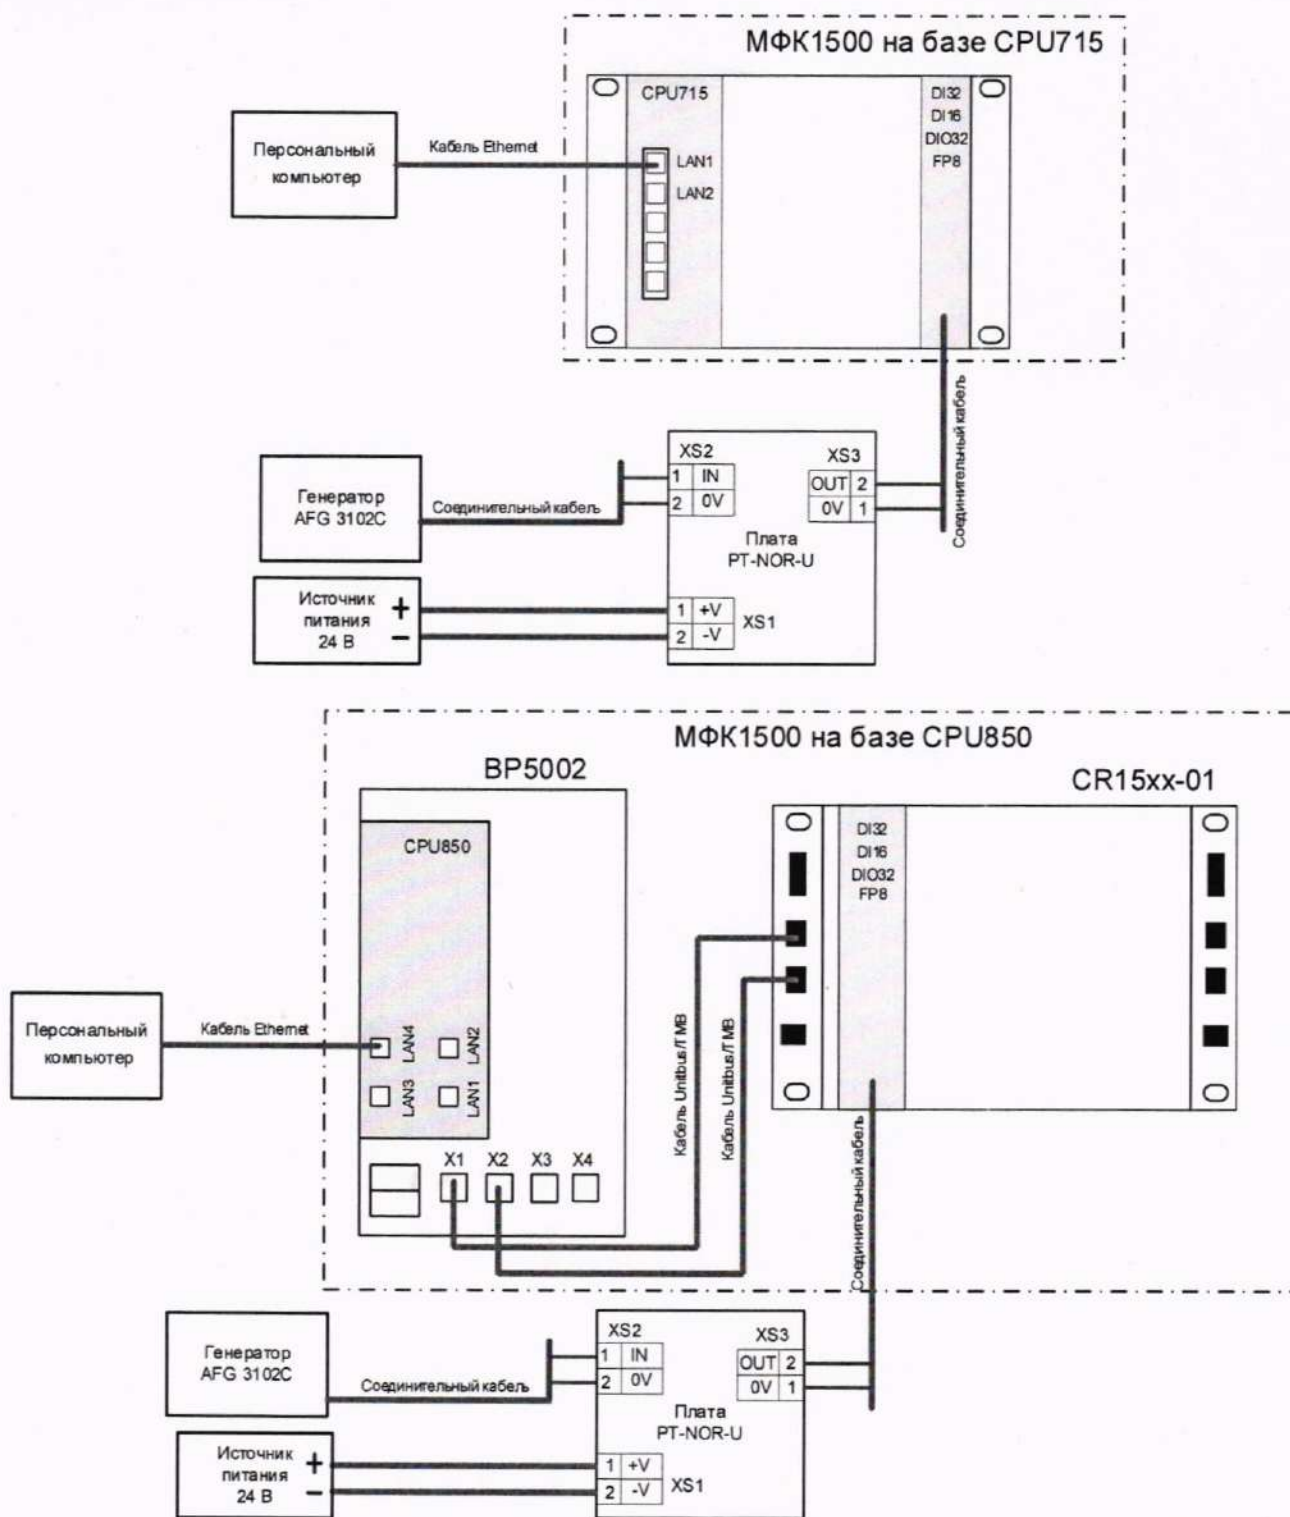 МФК1500 на базе CPU715
CPU715
DI32
DI16
DIO32
FP8
Персональный
компьютер
Кабель Ethernet
LAN1
LAN2
Соединительный кабель
XS2
XS3
1 IN
2 0V
OUT 2
0V 1
Генератор
AFG 3102C
Соединительный кабель
Плата
PT-NOR-U
Источник
питания
24 В
+
−
1 +V
2 -V
XS1
МФК1500 на базе CPU850
BP5002
CR15xx-01
CPU850
DI32
DI16
DIO32
FP8
Персональный
компьютер
Кабель Ethernet
LAN4
LAN2
LAN3
LAN1
Кабель Unitbus/TMB
Кабель Unitbus/TMB
X1 X2 X3 X4
Соединительный кабель
XS2
XS3
1 IN
2 0V
OUT 2
0V 1
Генератор
AFG 3102C
Соединительный кабель
Плата
PT-NOR-U
Источник
питания
24 В
+
−
1 +V
2 -V
XS1